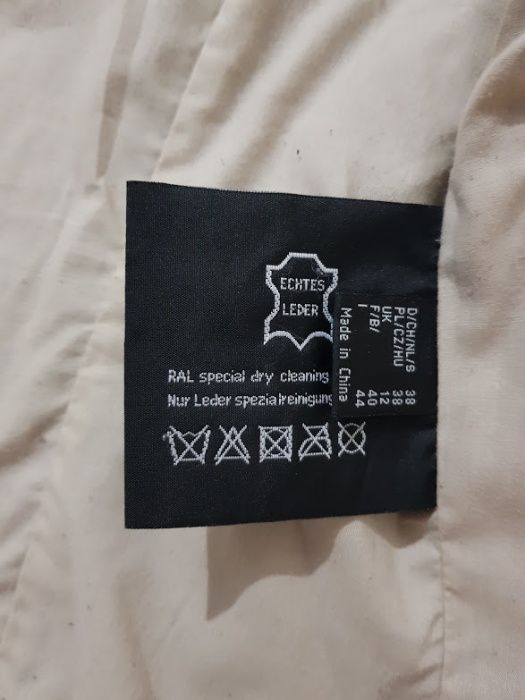 ECHTES
LEDER
RAL special dry cleaning
Nur Leder spezialreinigung
D/CH/NL/S 38
PL/CZ/HU 38
UK 12
F/B/ 40
I 44
Made in China